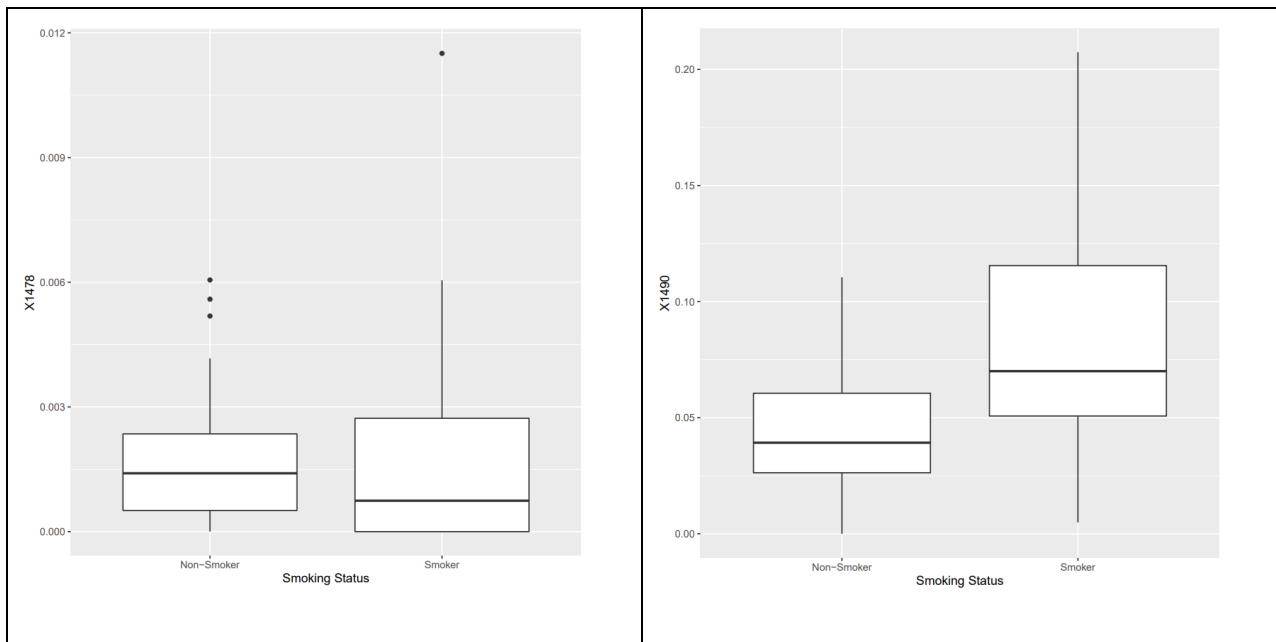 0.012
0.009
0.006
0.003
0.000
X1478
Non-Smoker Smoker
Smoking Status
0.20
0.15
0.10
0.05
0.00
X1490
Non-Smoker Smoker
Smoking Status